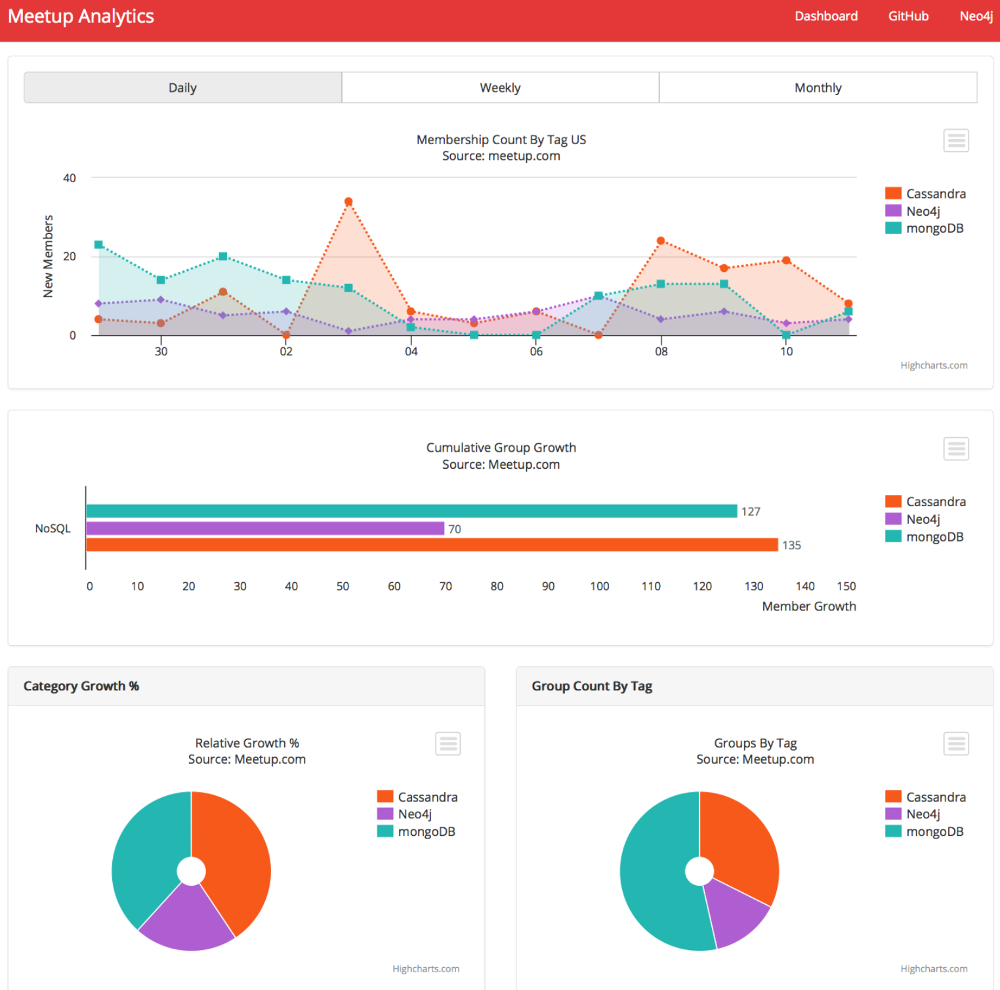 Meetup Analytics
Dashboard GitHub Neo4j
Daily Weekly Monthly
Membership Count By Tag US
Source: meetup.com
New Members
40
20
0
30 02 04 06 08 10
Cassandra
Neo4j
mongoDB
Highcharts.com
Cumulative Group Growth
Source: Meetup.com
NoSQL
127
70
135
0 10 20 30 40 50 60 70 80 90 100 110 120 130 140 150
Member Growth
Cassandra
Neo4j
mongoDB
Category Growth %
Relative Growth %
Source: Meetup.com
Cassandra
Neo4j
mongoDB
Highcharts.com
Group Count By Tag
Groups By Tag
Source: Meetup.com
Cassandra
Neo4j
mongoDB
Highcharts.com